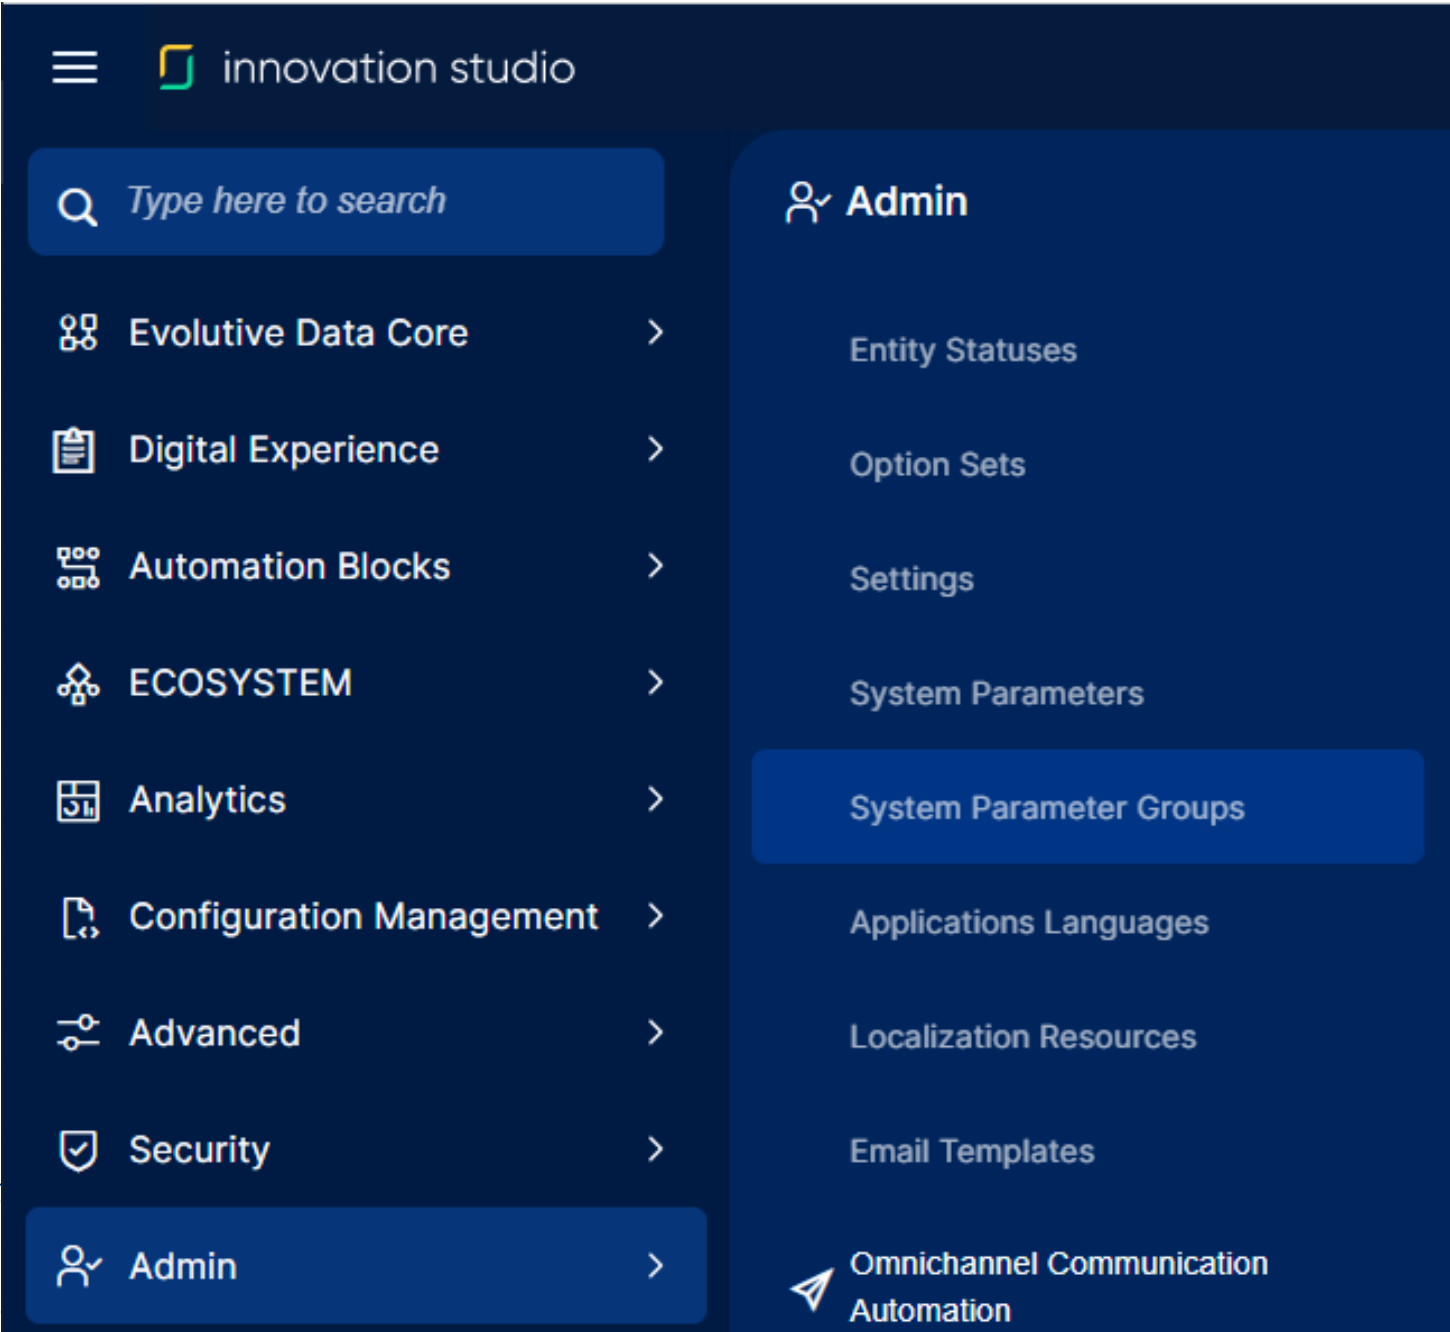 innovation studio
Type here to search
Evolutive Data Core
Digital Experience
Automation Blocks
ECOSYSTEM
Analytics
Configuration Management
Advanced
Security
Admin
Admin
Entity Statuses
Option Sets
Settings
System Parameters
System Parameter Groups
Applications Languages
Localization Resources
Email Templates
Omnichannel Communication
Automation